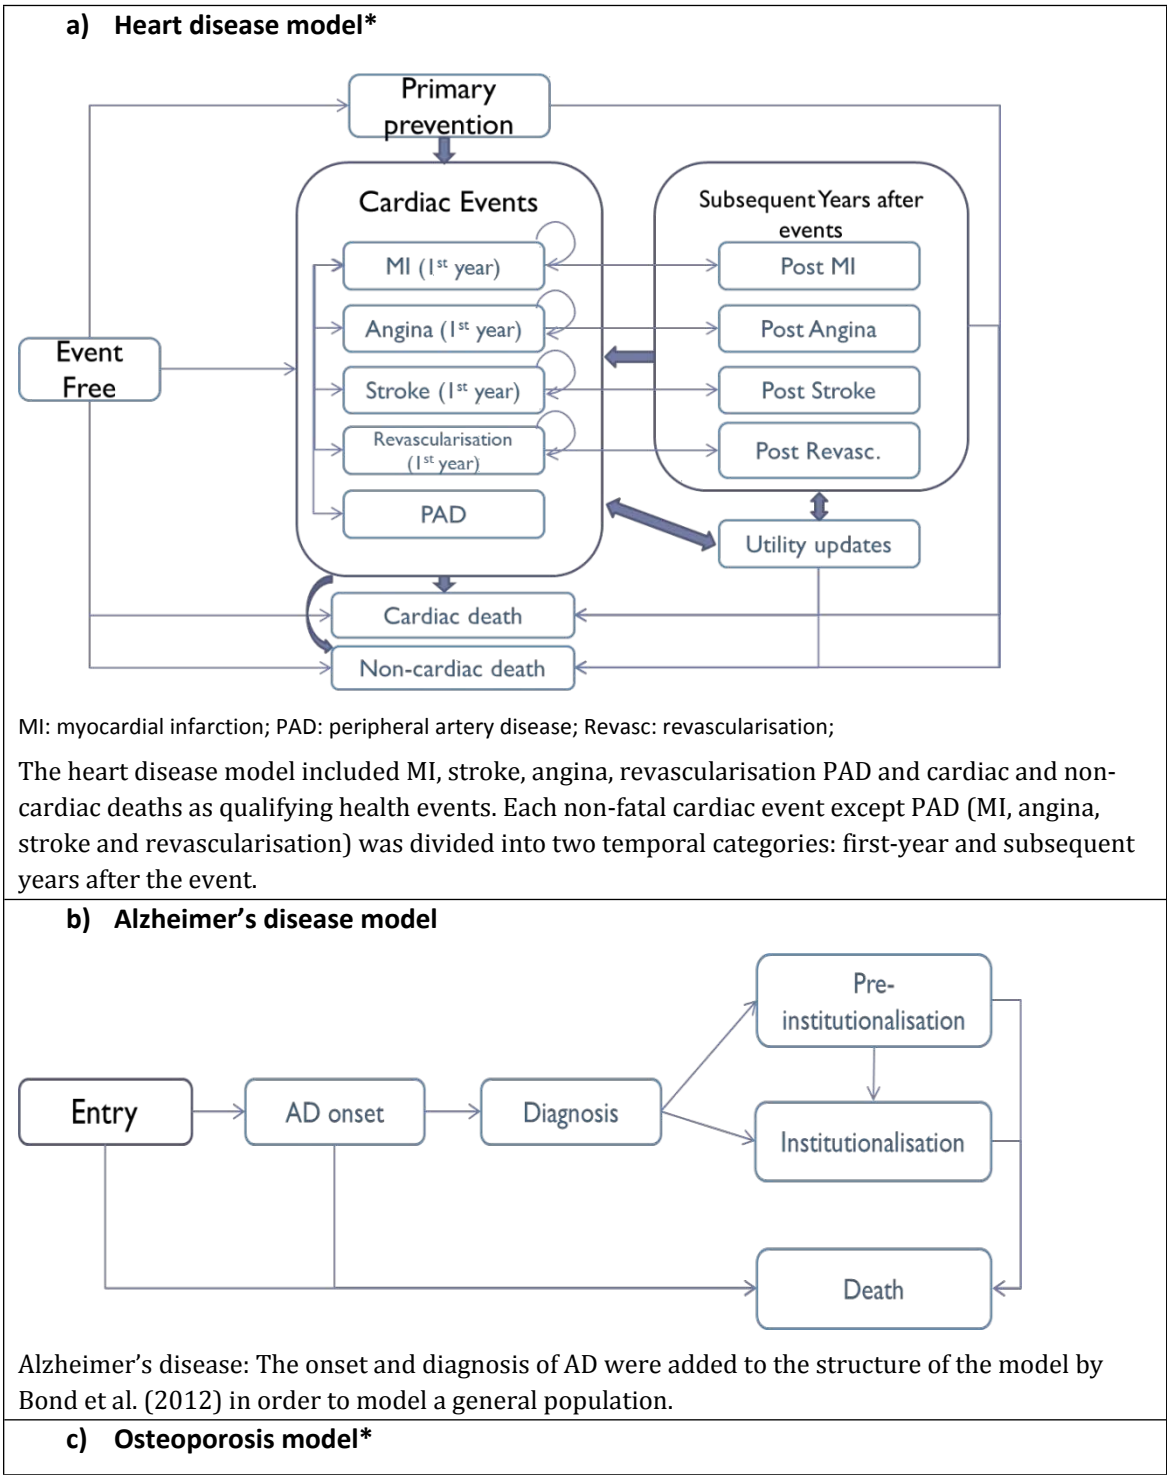 a) Heart disease model*
Primary
prevention
Cardiac Events
Subsequent Years after
events
MI (1st year)
Post MI
Angina (1st year)
Post Angina
Event
Free
Stroke (1st year)
Post Stroke
Revascularisation
(1st year)
Post Revasc.
PAD
Utility updates
Cardiac death
Non-cardiac death
MI: myocardial infarction; PAD: peripheral artery disease; Revasc: revascularisation;
The heart disease model included MI, stroke, angina, revascularisation PAD and cardiac and non-
cardiac deaths as qualifying health events. Each non-fatal cardiac event except PAD (MI, angina,
stroke and revascularisation) was divided into two temporal categories: first-year and subsequent
years after the event.
b) Alzheimer’s disease model
Pre-
institutionalisation
Entry
AD onset
Diagnosis
Institutionalisation
Death
Alzheimer’s disease: The onset and diagnosis of AD were added to the structure of the model by
Bond et al. (2012) in order to model a general population.
c) Osteoporosis model*